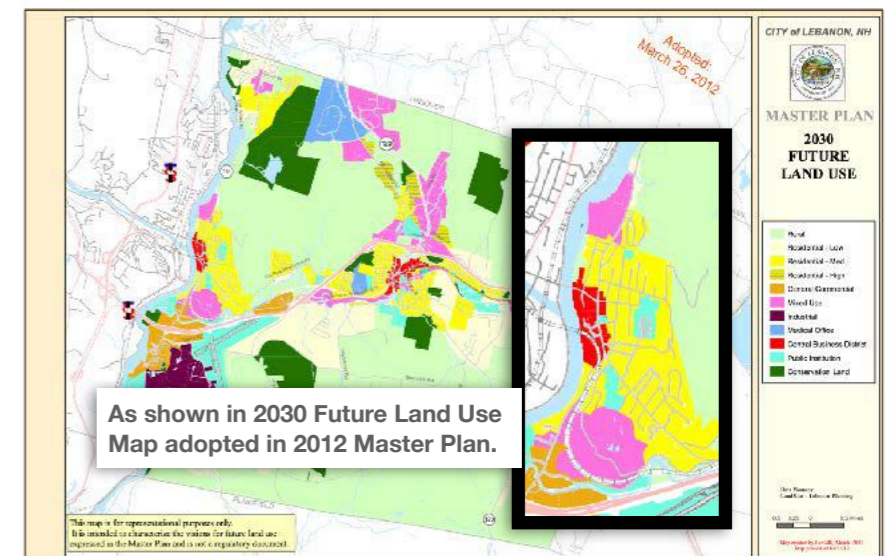 CITY of LEBANON, NH
MASTER PLAN
2030
FUTURE
LAND USE
Adopted:
March 26, 2012
HANOVER
Rural
Residential - Low
Residential - Med
Residential - High
General Commercial
Mixed Use
Industrial
Medical Office
Central Business District
Public Institution
Conservation Land
As shown in 2030 Future Land Use
Map adopted in 2012 Master Plan.
This map is for representational purposes only.
It is intended to characterize the visions for future land use
expressed in the Master Plan and is not a regulatory document.